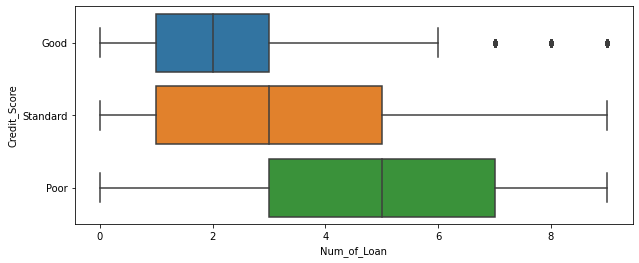 Good
Standard
Poor
Credit_Score
0 2 4 6 8
Num_of_Loan